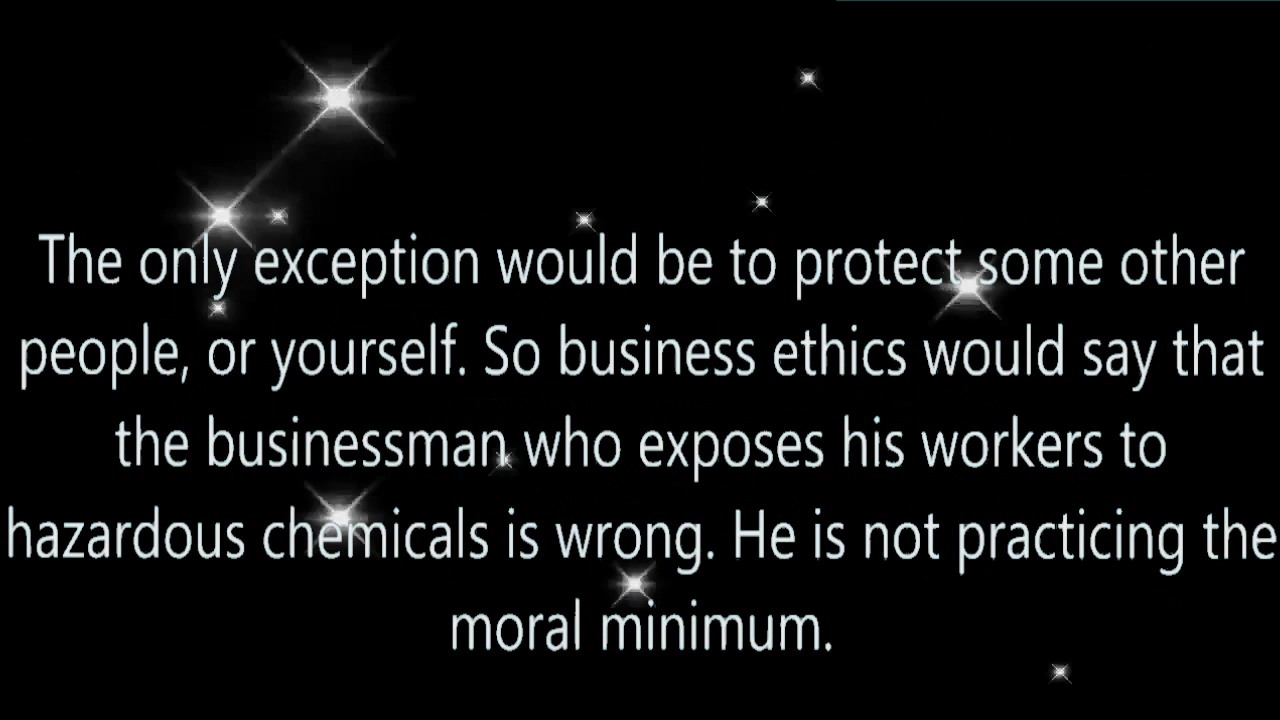 The only exception would be to protect some other
people, or yourself. So business ethics would say that
the businessman who exposes his workers to
hazardous chemicals is wrong. He is not practicing the
moral minimum.